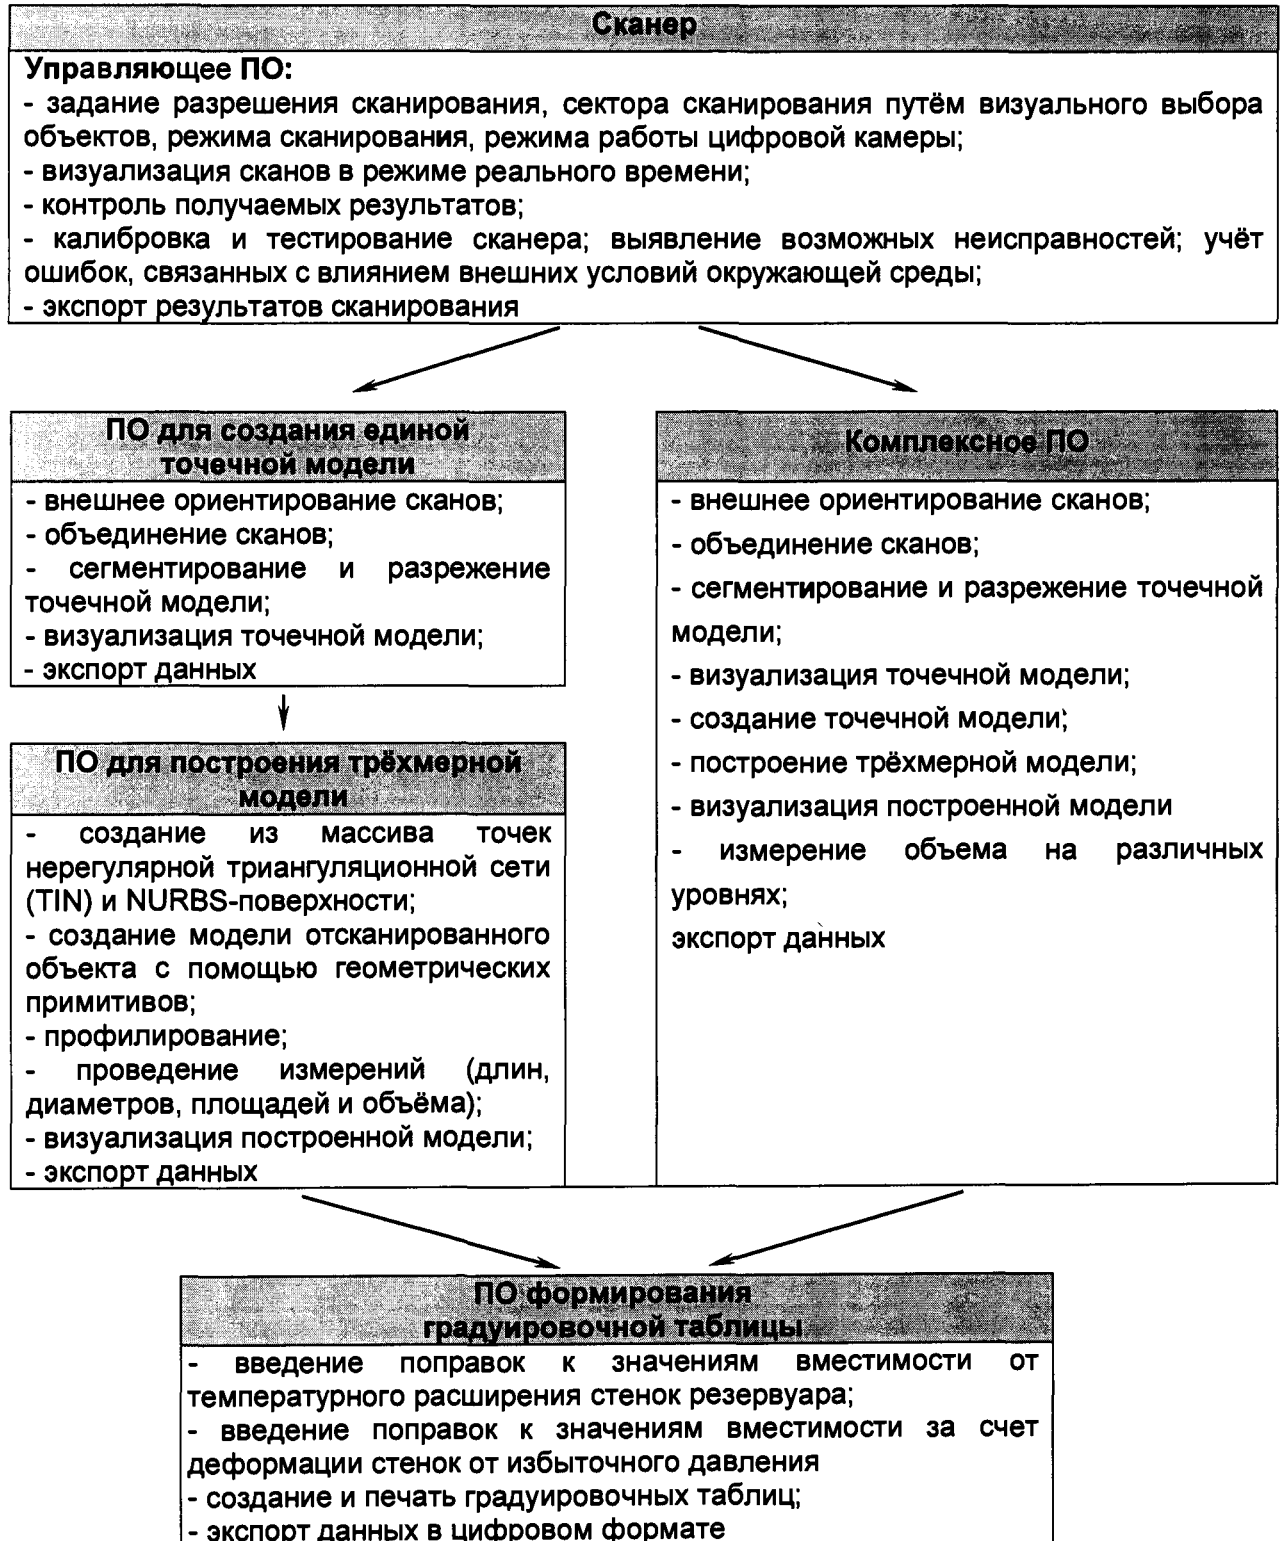 Сканер
Управляющее ПО:
- задание разрешения сканирования, сектора сканирования путём визуального выбора
объектов, режима сканирования, режима работы цифровой камеры;
- визуализация сканов в режиме реального времени;
- контроль получаемых результатов;
- калибровка и тестирование сканера; выявление возможных неисправностей; учёт
ошибок, связанных с влиянием внешних условий окружающей среды;
- экспорт результатов сканирования
ПО для создания единой
точечной модели
- внешнее ориентирование сканов;
- объединение сканов;
- сегментирование и разрежение
точечной модели;
- визуализация точечной модели;
- экспорт данных
ПО для построения трёхмерной
модели
- создание из массива точек
нерегулярной триангуляционной сети
(TIN) и NURBS-поверхности;
- создание модели отсканированного
объекта с помощью геометрических
примитивов;
- профилирование;
- проведение измерений (длин,
диаметров, площадей и объёма);
- визуализация построенной модели;
- экспорт данных
Комплексное ПО
- внешнее ориентирование сканов;
- объединение сканов;
- сегментирование и разрежение точечной
модели;
- визуализация точечной модели;
- создание точечной модели;
- построение трёхмерной модели;
- визуализация построенной модели
- измерение объема на различных
уровнях;
экспорт данных
ПО формирования
градуировочной таблицы
- введение поправок к значениям вместимости от
температурного расширения стенок резервуара;
- введение поправок к значениям вместимости за счет
деформации стенок от избыточного давления
- создание и печать градуировочных таблиц;
- экспорт данных в цифровом формате